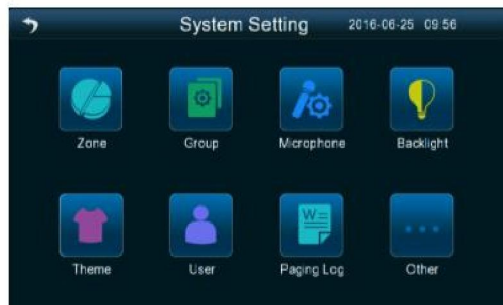 System Setting 2016-06-25 09:56
Zone Group Microphone Backlight
W
Theme User Paging Log Other